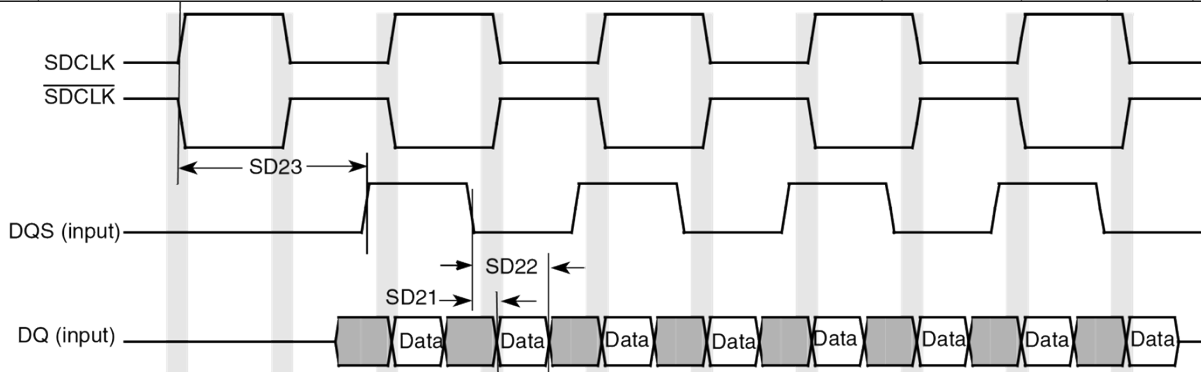 SDCLK
SDCLK
SD23
DQS (input)
SD22
SD21
DQ (input) Data Data Data Data Data Data Data Data